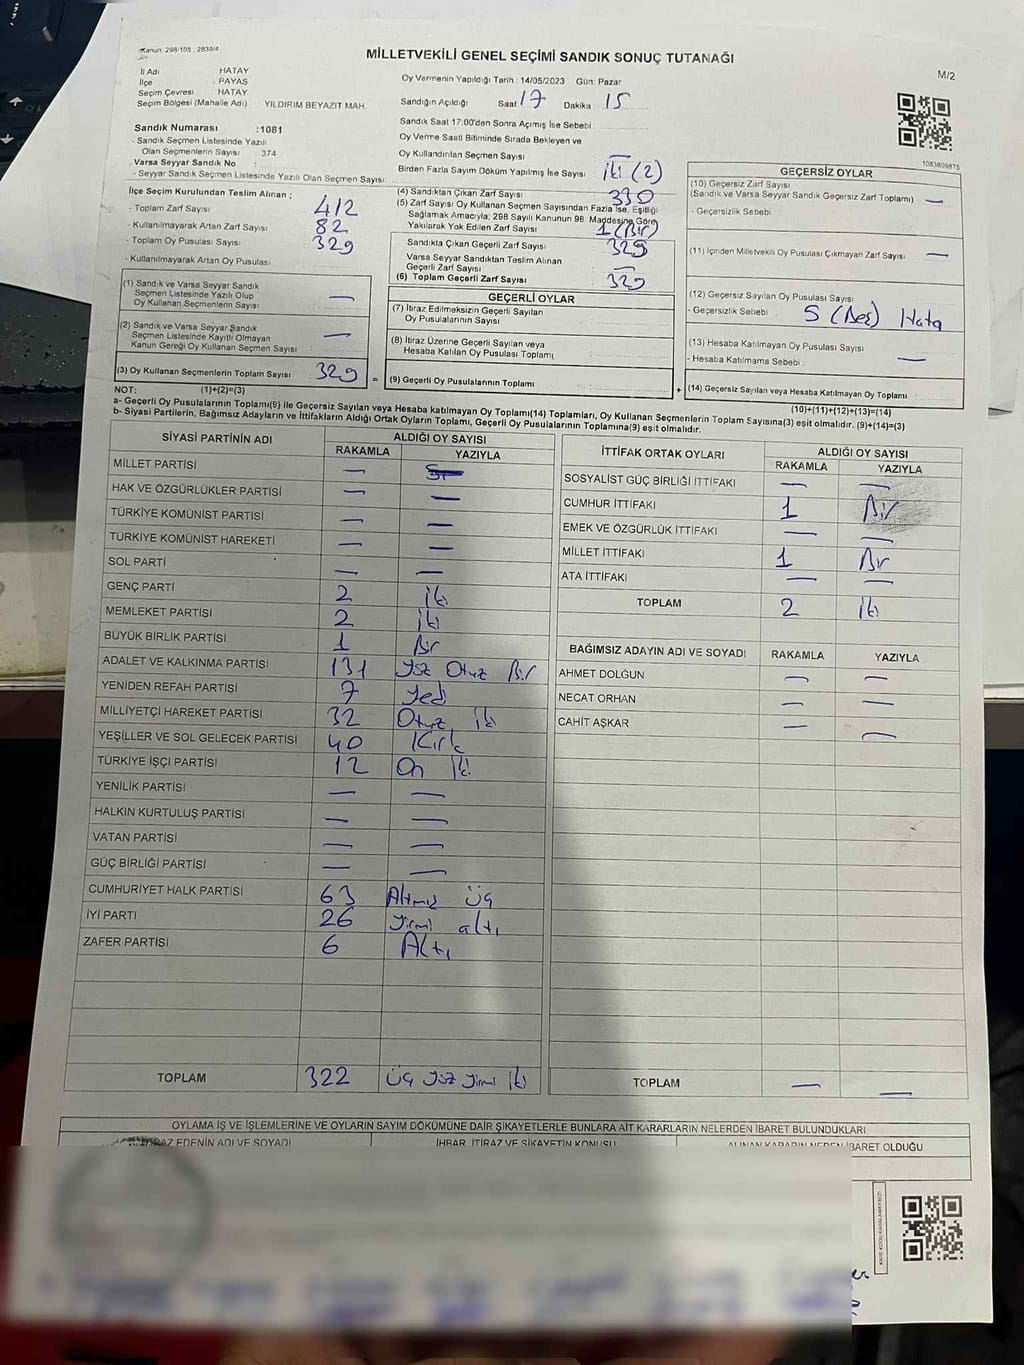 Kanun: 298/105, 2839/4
MİLLETVEKİLİ GENEL SEÇİMİ SANDIK SONUÇ TUTANAĞI
M/2
İl Adı HATAY
İlçe PAYAS
Seçim Çevresi HATAY
Seçim Bölgesi (Mahalle Adı) YILDIRIM BEYAZIT MAH.
Sandık Numarası :1081
- Sandık Seçmen Listesinde Yazılı
Olan Seçmenlerin Sayısı : 374
Varsa Seyyar Sandık No :
- Seyyar Sandık Seçmen Listesinde Yazılı Olan Seçmen Sayısı:
Oy Vermenin Yapıldığı Tarih : 14/05/2023 Gün: Pazar
Sandığın Açıldığı Saat 17 Dakika 15
Sandık Saat 17:00'den Sonra Açılmış İse Sebebi :
Oy Verme Saati Bitiminde Sırada Bekleyen ve
Oy Kullandırılan Seçmen Sayısı —
Birden Fazla Sayım Döküm Yapılmış İse Sayısı iki (2)
1083809875
İlçe Seçim Kurulundan Teslim Alınan ;
- Toplam Zarf Sayısı 412
- Kullanılmayarak Artan Zarf Sayısı 82
- Toplam Oy Pusulası Sayısı 329
- Kullanılmayarak Artan Oy Pusulası
(1) Sandık ve Varsa Seyyar Sandık
Seçmen Listesinde Yazılı Olup
Oy Kullanan Seçmenlerin Sayısı —
(2) Sandık ve Varsa Seyyar Sandık
Seçmen Listesinde Kayıtlı Olmayan
Kanun Gereği Oy Kullanan Seçmen Sayısı —
(3) Oy Kullanan Seçmenlerin Toplam Sayısı 329
(4) Sandıktan Çıkan Zarf Sayısı 330
(5) Zarf Sayısı Oy Kullanan Seçmen Sayısından Fazla İse, Eşitliği
Sağlamak Amacıyla; 298 Sayılı Kanunun 98. Maddesine Göre
Yakılarak Yok Edilen Zarf Sayısı 1 (Bir)
Sandıkta Çıkan Geçerli Zarf Sayısı 329
Varsa Seyyar Sandıktan Teslim Alınan
Geçerli Zarf Sayısı —
(6) Toplam Geçerli Zarf Sayısı 329
GEÇERLİ OYLAR
(7) İtiraz Edilmeksizin Geçerli Sayılan
Oy Pusulalarının Sayısı
(8) İtiraz Üzerine Geçerli Sayılan veya
Hesaba Katılan Oy Pusulası Toplamı,
= (9) Geçerli Oy Pusulalarının Toplamı
GEÇERSİZ OYLAR
(10) Geçersiz Zarf Sayısı
(Sandık ve Varsa Seyyar Sandık Geçersiz Zarf Toplamı) —
- Geçersizlik Sebebi :
(11) İçinden Milletvekili Oy Pusulası Çıkmayan Zarf Sayısı —
(12) Geçersiz Sayılan Oy Pusulası Sayısı
- Geçersizlik Sebebi 5 (Beş) Hata
(13) Hesaba Katılmayan Oy Pusulası Sayısı
- Hesaba Katılmama Sebebi : —
+ (14) Geçersiz Sayılan veya Hesaba Katılmayan Oy Toplamı
NOT: (1)+(2)=(3)
(10)+(11)+(12)+(13)=(14)
a- Geçerli Oy Pusulalarının Toplamı(9) ile Geçersiz Sayılan veya Hesaba katılmayan Oy Toplamı(14) Toplamları, Oy Kullanan Seçmenlerin Toplam Sayısına(3) eşit olmalıdır. (9)+(14)=(3)
b- Siyasi Partilerin, Bağımsız Adayların ve İttifakların Aldığı Ortak Oyların Toplamı, Geçerli Oy Pusulalarının Toplamına(9) eşit olmalıdır.
SİYASİ PARTİNİN ADI ALDIĞI OY SAYISI
RAKAMLA YAZIYLA
MİLLET PARTİSİ —
HAK VE ÖZGÜRLÜKLER PARTİSİ — —
TÜRKİYE KOMÜNİST PARTİSİ — —
TÜRKİYE KOMÜNİST HAREKETİ — —
SOL PARTİ — —
GENÇ PARTİ 2 iki
MEMLEKET PARTİSİ 2 iki
BÜYÜK BİRLİK PARTİSİ 1 Bir
ADALET VE KALKINMA PARTİSİ 131 Yüz Otuz Bir
YENİDEN REFAH PARTİSİ 7 Yedi
MİLLİYETÇİ HAREKET PARTİSİ 32 Otuz iki
YEŞİLLER VE SOL GELECEK PARTİSİ 40 Kırk
TÜRKİYE İŞÇİ PARTİSİ 12 On iki
YENİLİK PARTİSİ — —
HALKIN KURTULUŞ PARTİSİ — —
VATAN PARTİSİ — —
GÜÇ BİRLİĞİ PARTİSİ — —
CUMHURİYET HALK PARTİSİ 63 Altmış üç
İYİ PARTİ 26 yirmi altı
ZAFER PARTİSİ 6 Altı
TOPLAM 322 Üç Yüz Yirmi iki
İTTİFAK ORTAK OYLARI ALDIĞI OY SAYISI
RAKAMLA YAZIYLA
SOSYALİST GÜÇ BİRLİĞİ İTTİFAKI — —
CUMHUR İTTİFAKI 1 Bir
EMEK VE ÖZGÜRLÜK İTTİFAKI — —
MİLLET İTTİFAKI 1 Bir
ATA İTTİFAKI — —
TOPLAM 2 iki
BAĞIMSIZ ADAYIN ADI VE SOYADI RAKAMLA YAZIYLA
AHMET DOLĞUN — —
NECAT ORHAN — —
CAHİT AŞKAR — —
TOPLAM — —
OYLAMA İŞ VE İŞLEMLERİNE VE OYLARIN SAYIM DÖKÜMÜNE DAİR ŞİKAYETLERLE BUNLARA AİT KARARLARIN NELERDEN İBARET BULUNDUKLARI
EDENİN ADI VE SOYADI İHBAR, İTİRAZ VE ŞİKAYETİN KONUSU ALINAN KARARIN NEDEN İBARET OLDUĞU